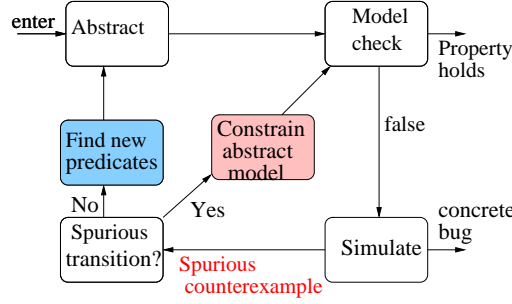 enter
Abstract
Model
check
Property
holds
Find new
predicates
Constrain
abstract
model
false
No
Yes
Spurious
transition?
Spurious
counterexample
Simulate
concrete
bug